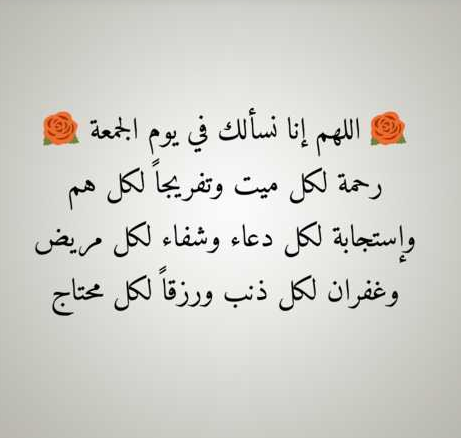 🌹 اللهم إنا نسألك في يوم الجمعة 🌹
رحمة لكل ميت وتفريجاً لكل هم
وإستجابة لكل دعاء وشفاء لكل مريض
وغفران لكل ذنب ورزقاً لكل محتاج